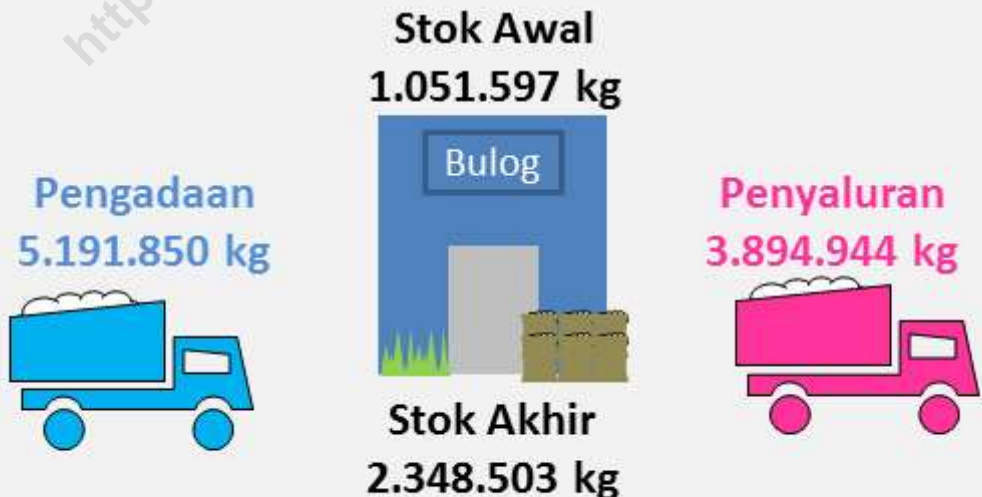 http
Stok Awal
1.051.597 kg
Bulog
Pengadaan
5.191.850 kg
Penyaluran
3.894.944 kg
Stok Akhir
2.348.503 kg